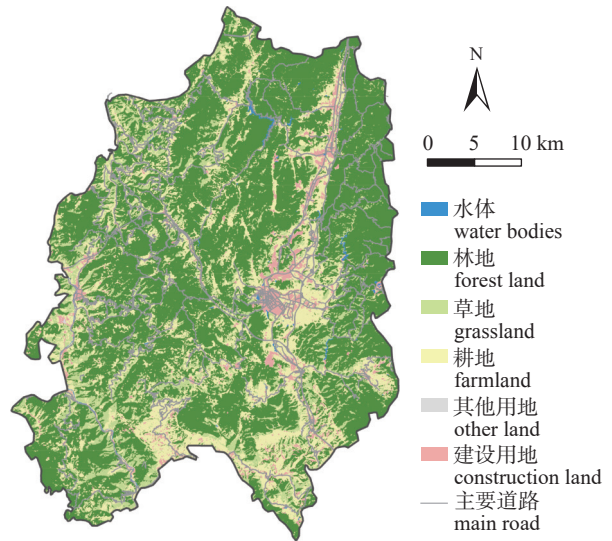 N
0 5 10 km
水体
water bodies
林地
forest land
草地
grassland
耕地
farmland
其他用地
other land
建设用地
construction land
主要道路
main road